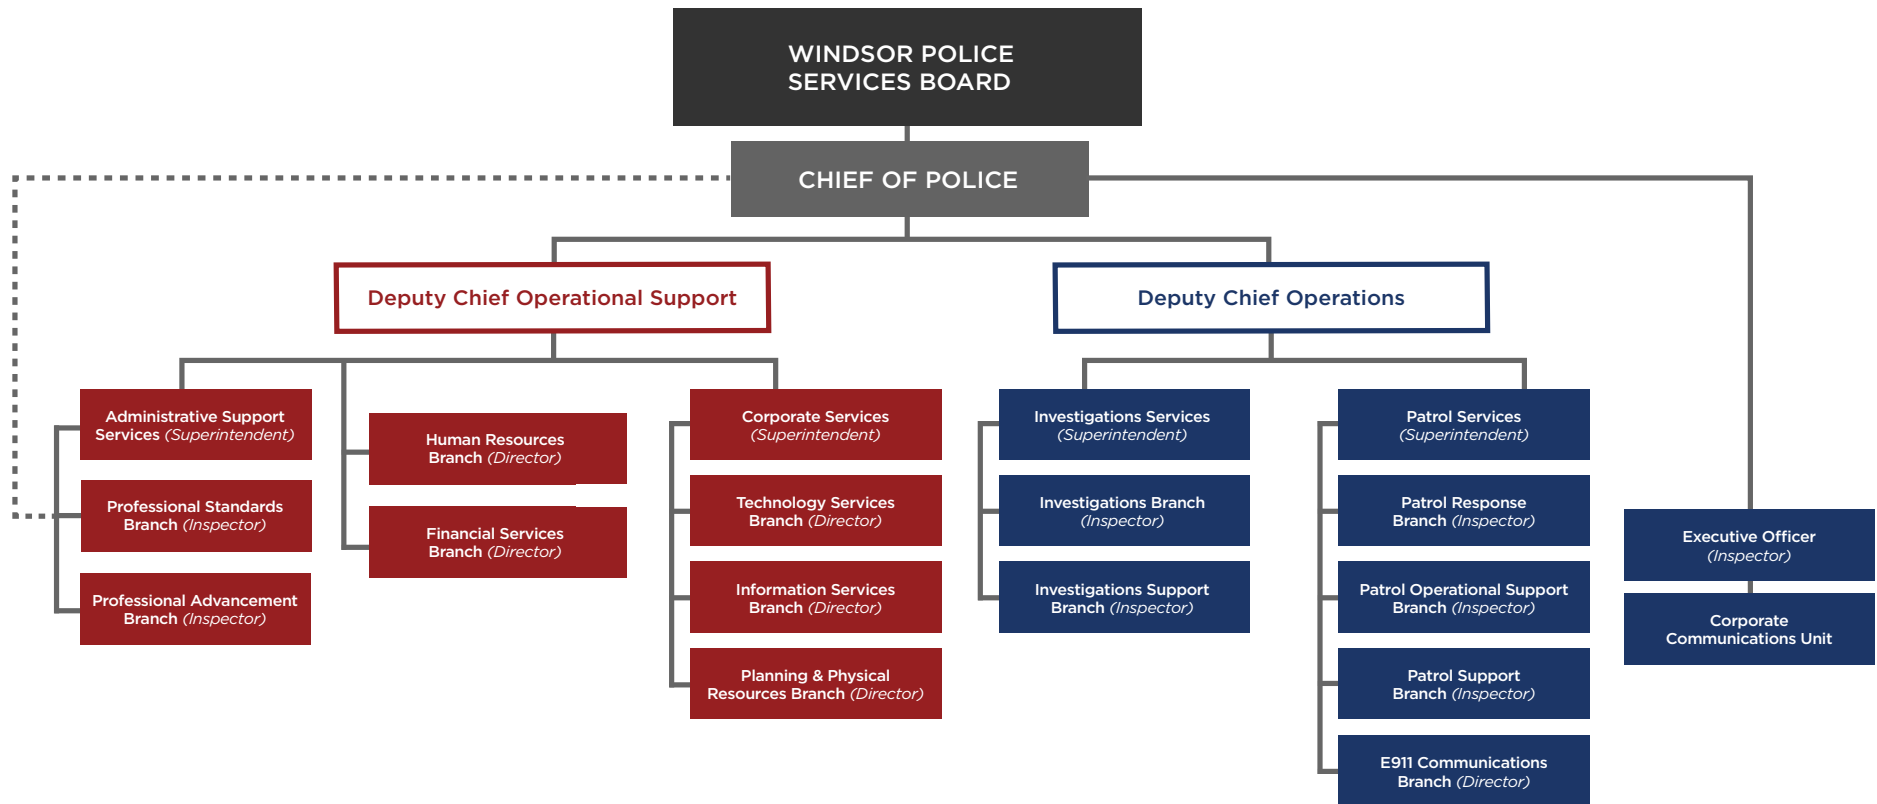 WINDSOR POLICE
SERVICES BOARD
CHIEF OF POLICE
Deputy Chief Operational Support
Deputy Chief Operations
Administrative Support
Services (Superintendent)
Professional Standards
Branch (Inspector)
Professional Advancement
Branch (Inspector)
Human Resources
Branch (Director)
Financial Services
Branch (Director)
Corporate Services
(Superintendent)
Technology Services
Branch (Director)
Information Services
Branch (Director)
Planning & Physical
Resources Branch (Director)
Investigations Services
(Superintendent)
Investigations Branch
(Inspector)
Investigations Support
Branch (Inspector)
Patrol Services
(Superintendent)
Patrol Response
Branch (Inspector)
Patrol Operational Support
Branch (Inspector)
Patrol Support
Branch (Inspector)
E911 Communications
Branch (Director)
Executive Officer
(Inspector)
Corporate
Communications Unit